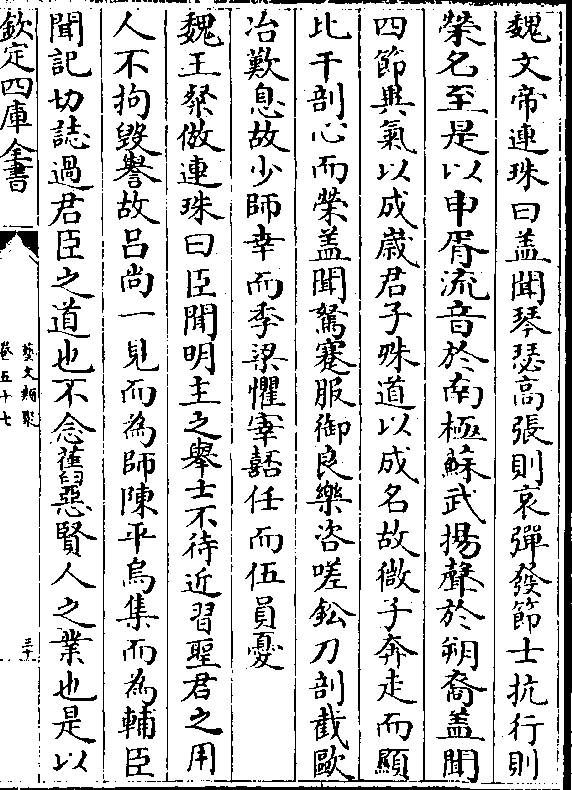 魏文帝連珠曰盖聞琴瑟高張則哀彈發節士抗行則
榮名至是以申胥流音於南極蘇武揚聲於朔裔盖聞
四節異氣以成嵗君子殊道以成名故微子奔走而顯
比干剖心而榮盖聞駑蹇服御良樂咨嗟鈆刀剖截歐
冶歎息故少師幸而季梁懼宰嚭任而伍員憂
魏王粲倣連珠曰臣聞明主之舉士不待近習聖君之用
人不拘毀譽故吕尚一見而為師陳平烏集而為輔臣
聞記切誌過君臣之道也不念舊惡賢人之業也是以
欽定四庫全書
藝文類聚
卷五十七
三十